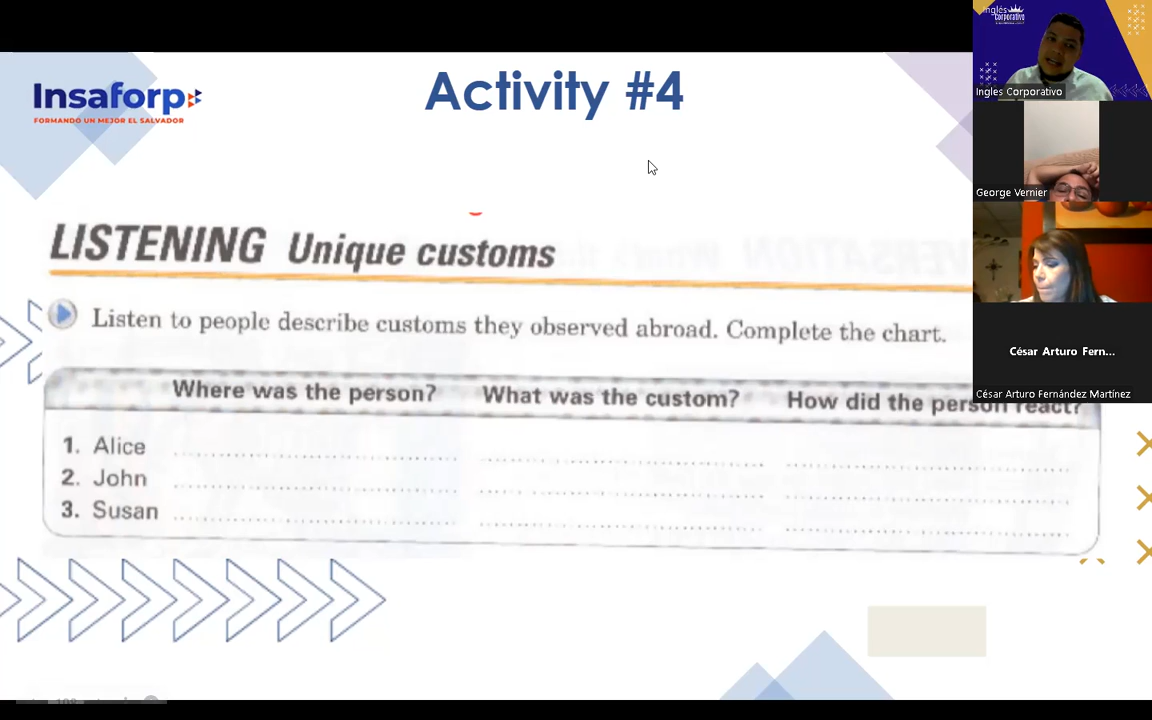 Inglés
Corporativo
Insaforp
FORMANDO UN MEJOR EL SALVADOR
Activity #4
Ingles Corporativo
George Vernier
LISTENING Unique customs
Listen to people describe customs they observed abroad. Complete the chart.
César Arturo Fern...
César Arturo Fernández Martínez
Where was the person? What was the custom? How did the person react?
1. Alice
2. John
3. Susan